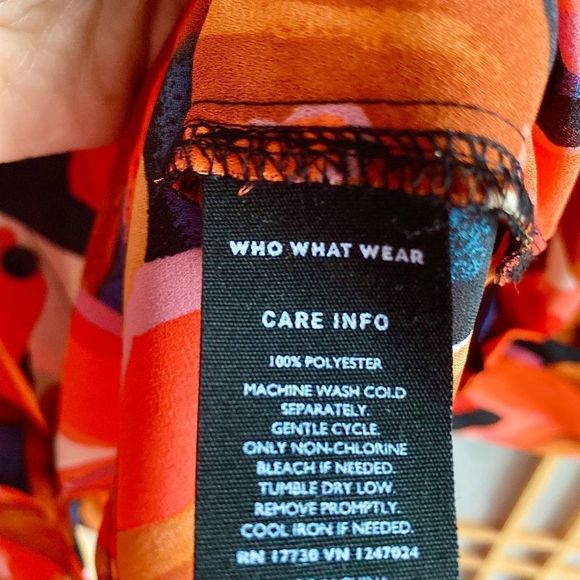 WHO WHAT WEAR
CARE INFO
100% POLYESTER
MACHINE WASH COLD
SEPARATELY.
GENTLE CYCLE.
ONLY NON-CHLORINE
BLEACH IF NEEDED.
TUMBLE DRY LOW.
REMOVE PROMPTLY.
COOL IRON IF NEEDED.
RN 17730 VN 1247024